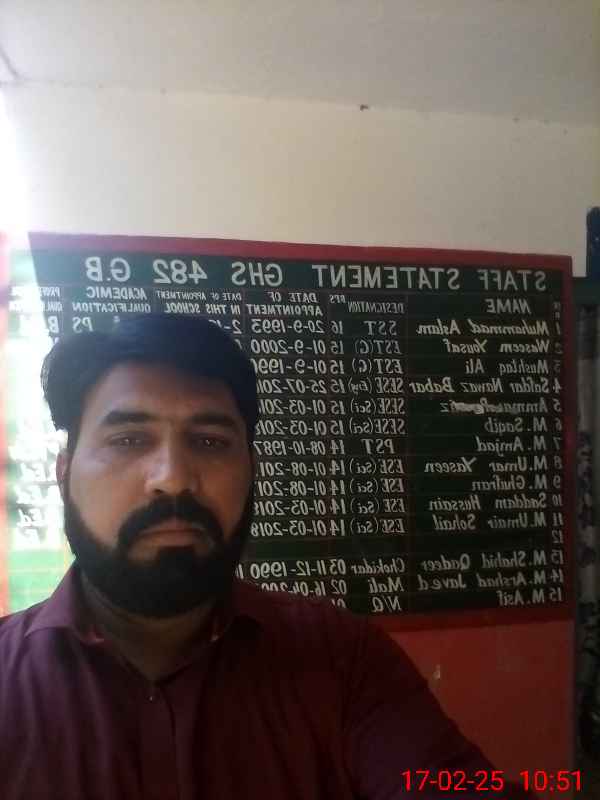 STAFF STATEMENT GHS 482 G.B
SR NAME DESIGNATION BPS DATE OF APPOINTMENT DATE OF APPOINTMENT IN THIS SCHOOL ACADEMIC QUALIFICATION
1 Muhammad Aslam SST 16 20-9-1993
2 Waseem Yousaf EST(G) 15 01-9-2000
3 Mushtaq Ali EST(G) 15 01-9-199
4 Safdar Nawaz Babar SESE(Eng) 15 25-07-201
5 Ammar SESE(Sci) 15 01-03-201
6 M. Saqib SESE(Sci) 15 01-05-2018
7 M. Amjad PST 14 08-10-1987
8 M. Umar Yaseen ESE(Sci) 14 01-08-201
9 M. Ghufran ESE(Sci) 14 01-08-201
10 Saddam Hussain ESE(Sci) 14 02-05-201
11 M. Umair Sohail ESE(Sci) 14 01-03-2018
12
13 M. Shahid Qadeer Chokidar 03 11-12-1990
14 M. Arshad Javed Mali 02 16-04-200
15 M. Asif N/Q 01
17-02-25 10:51